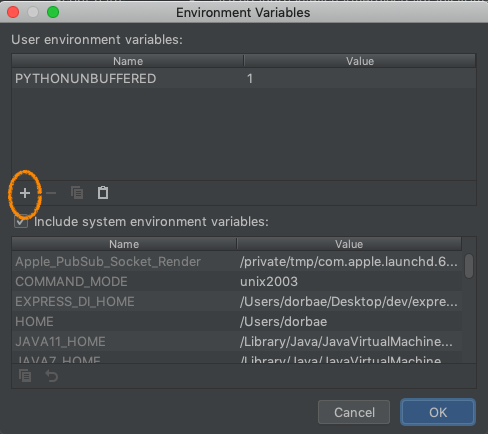 Environment Variables
User environment variables:
Name Value
PYTHONUNBUFFERED 1
Include system environment variables:
Name Value
Apple_PubSub_Socket_Render /private/tmp/com.apple.launchd.6...
COMMAND_MODE unix2003
EXPRESS_DI_HOME /Users/dorbae/Desktop/dev/expre...
HOME /Users/dorbae
JAVA11_HOME /Library/Java/JavaVirtualMachine...
JAVA7_HOME /Library/Java/JavaVirtualMachine
Cancel OK